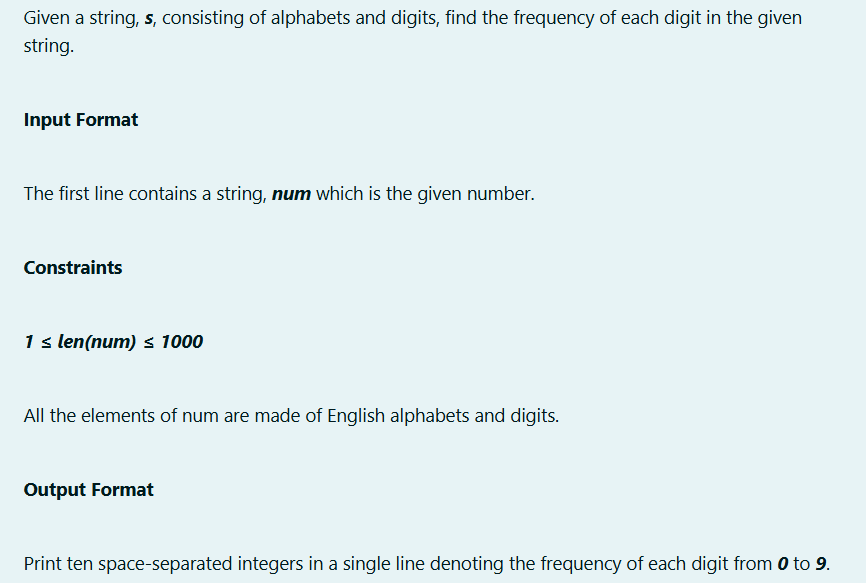 Given a string, s, consisting of alphabets and digits, find the frequency of each digit in the given
string.
Input Format
The first line contains a string, num which is the given number.
Constraints
1 ≤ len(num) ≤ 1000
All the elements of num are made of English alphabets and digits.
Output Format
Print ten space-separated integers in a single line denoting the frequency of each digit from 0 to 9.